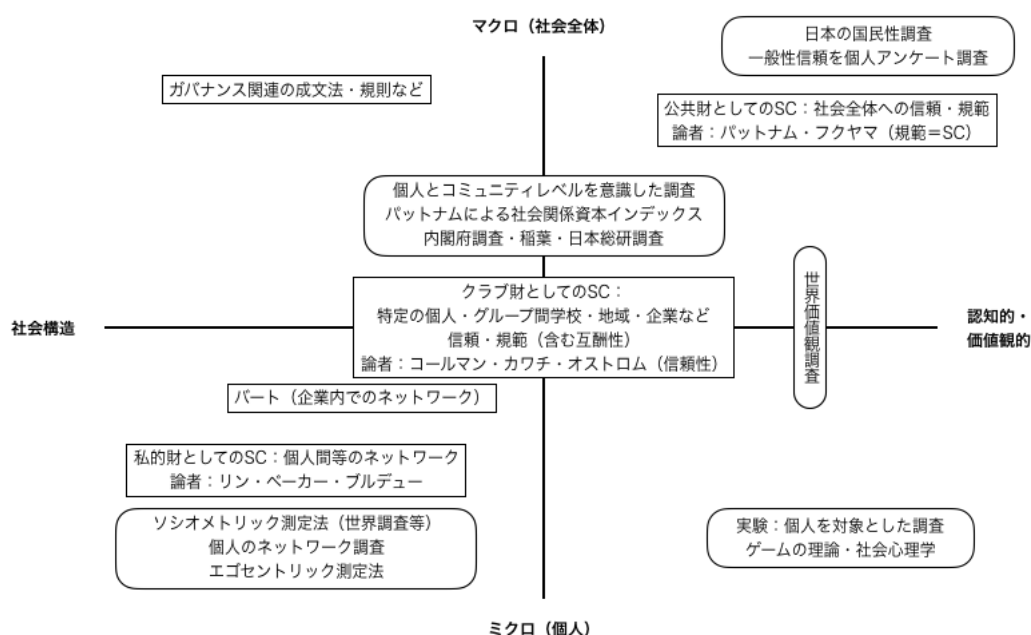 マクロ（社会全体）
日本の国民性調査
一般性信頼を個人アンケート調査
ガバナンス関連の成文法・規則など
公共財としてのSC：社会全体への信頼・規範
論者：パットナム・フクヤマ（規範＝SC）
個人とコミュニティレベルを意識した調査
パットナムによる社会関係資本インデックス
内閣府調査・稲葉・日本総研調査
クラブ財としてのSC：
特定の個人・グループ間学校・地域・企業など
信頼・規範（含む互酬性）
論者：コールマン・カワチ・オストロム（信頼性）
世界価値観調査
社会構造
認知的・
価値観的
バート（企業内でのネットワーク）
私的財としてのSC：個人間等のネットワーク
論者：リン・ベーカー・ブルデュー
ソシオメトリック測定法（世界調査等）
個人のネットワーク調査
エゴセントリック測定法
実験：個人を対象とした調査
ゲームの理論・社会心理学
ミクロ（個人）